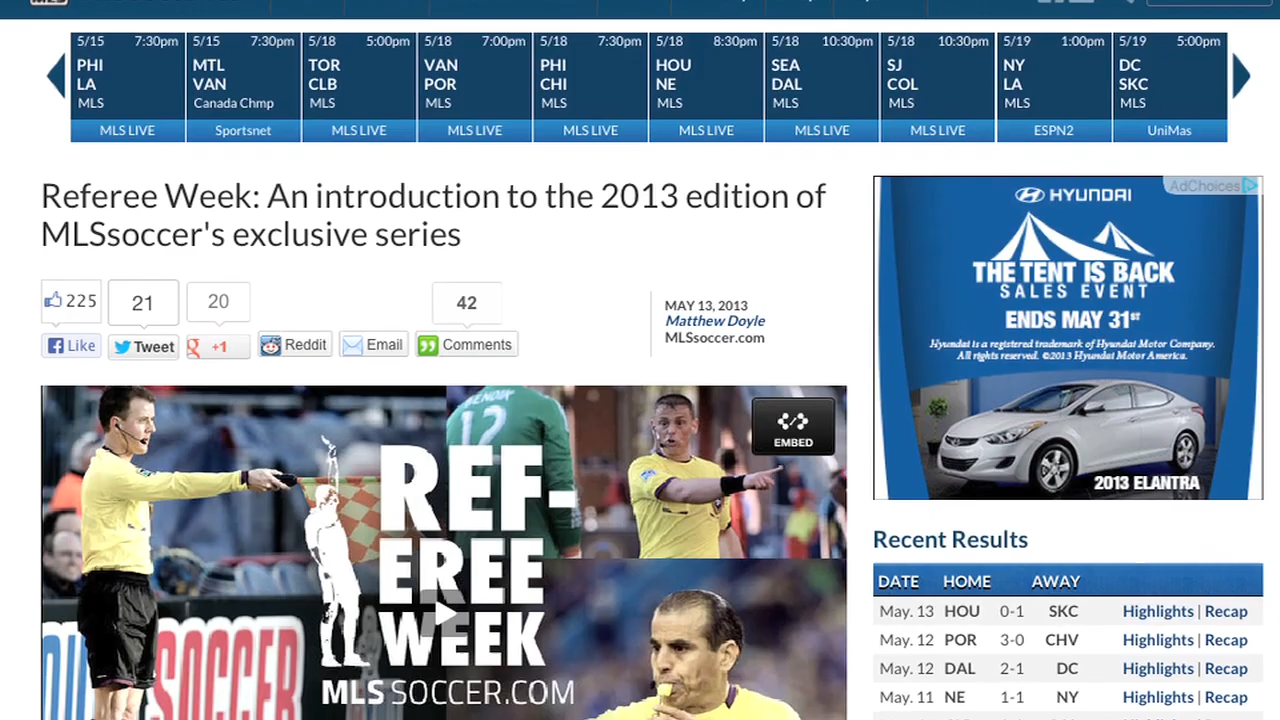 5/15 7:30pm
PHI
LA
MLS
MLS LIVE
5/15 7:30pm
MTL
VAN
Canada Chmp
Sportsnet
5/18 5:00pm
TOR
CLB
MLS
MLS LIVE
5/18 7:00pm
VAN
POR
MLS
MLS LIVE
5/18 7:30pm
PHI
CHI
MLS
MLS LIVE
5/18 8:30pm
HOU
NE
MLS
MLS LIVE
5/18 10:30pm
SEA
DAL
MLS
MLS LIVE
5/18 10:30pm
SJ
COL
MLS
MLS LIVE
5/19 1:00pm
NY
LA
MLS
ESPN2
5/19 5:00pm
DC
SKC
MLS
UniMas
Referee Week: An introduction to the 2013 edition of
MLSsoccer's exclusive series
225 21 20 42
Like Tweet +1 Reddit Email Comments
MAY 13, 2013
Matthew Doyle
MLSsoccer.com
12
EMBED
REF-
EREE
WEEK
MLSSOCCER.COM
AdChoices
HYUNDAI
THE TENT IS BACK
SALES EVENT
ENDS MAY 31ST
Hyundai is a registered trademark of Hyundai Motor Company.
All rights reserved. ©2013 Hyundai Motor America.
2013 ELANTRA
Recent Results
DATE HOME AWAY
May. 13 HOU 0-1 SKC Highlights | Recap
May. 12 POR 3-0 CHV Highlights | Recap
May. 12 DAL 2-1 DC Highlights | Recap
May. 11 NE 1-1 NY Highlights | Recap